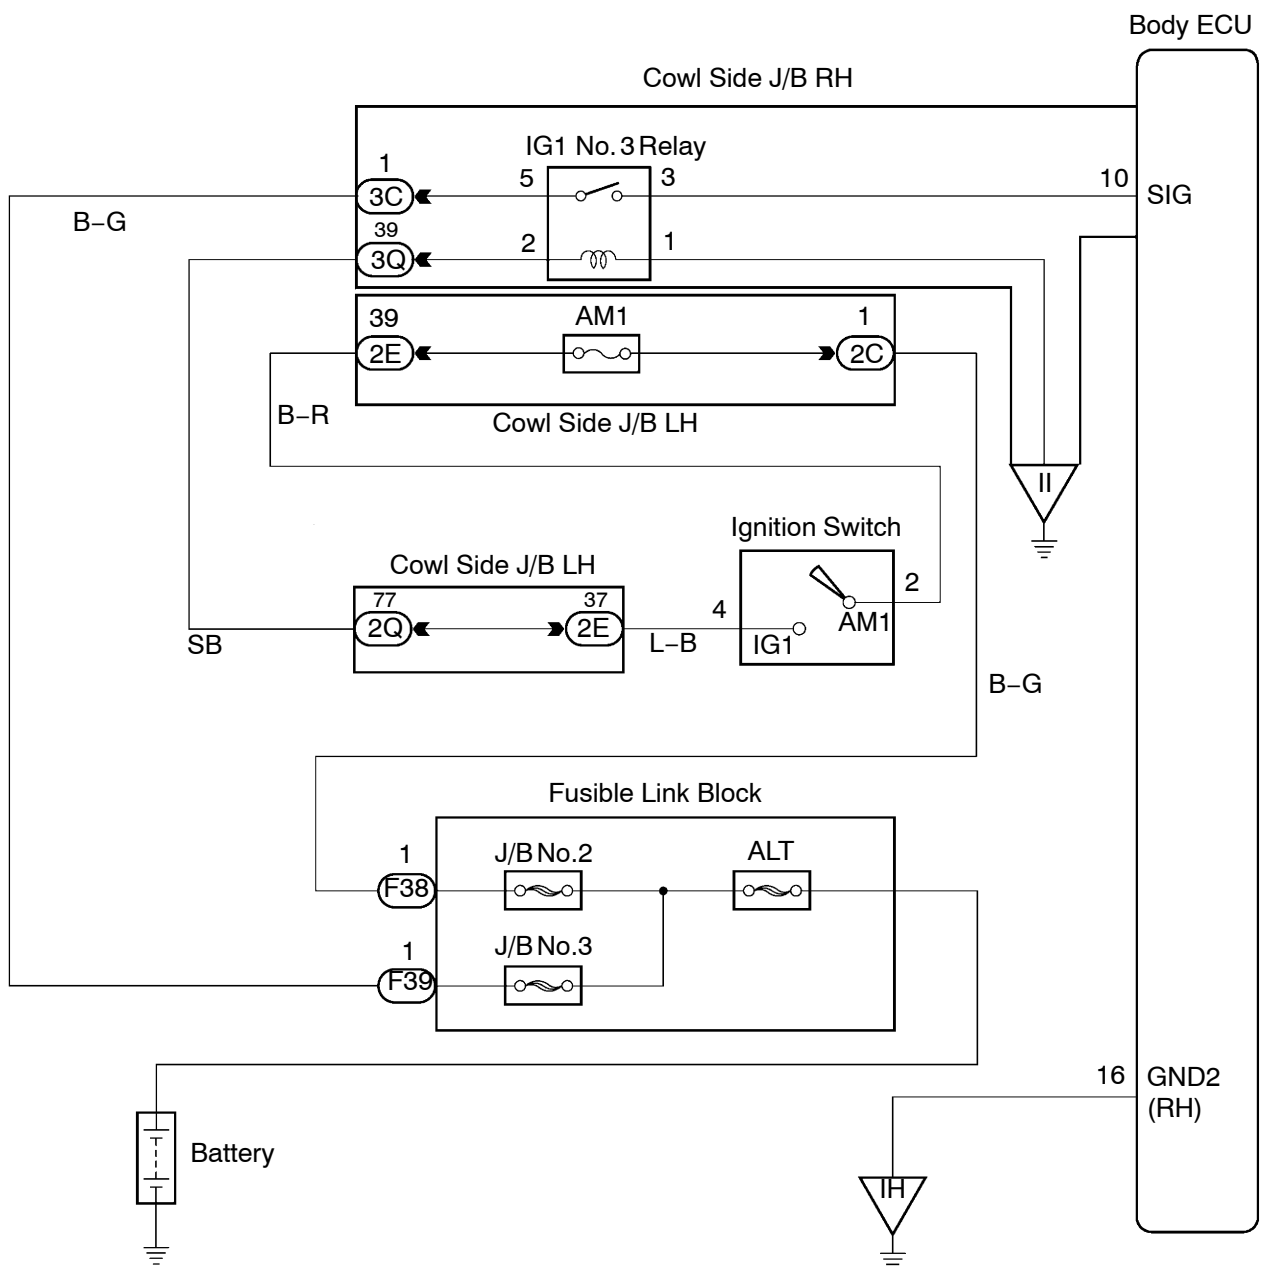 Body ECU
Cowl Side J/B RH
IG1 No.3 Relay
1
3C
5
3
10
SIG
B–G
39
3Q
2
1
39
2E
AM1
1
2C
B–R
Cowl Side J/B LH
II
Ignition Switch
Cowl Side J/B LH
77
2Q
37
2E
4
2
AM1
IG1
SB
L–B
B–G
Fusible Link Block
1
F38
J/B No.2
ALT
1
F39
J/B No.3
16
GND2
(RH)
Battery
IH